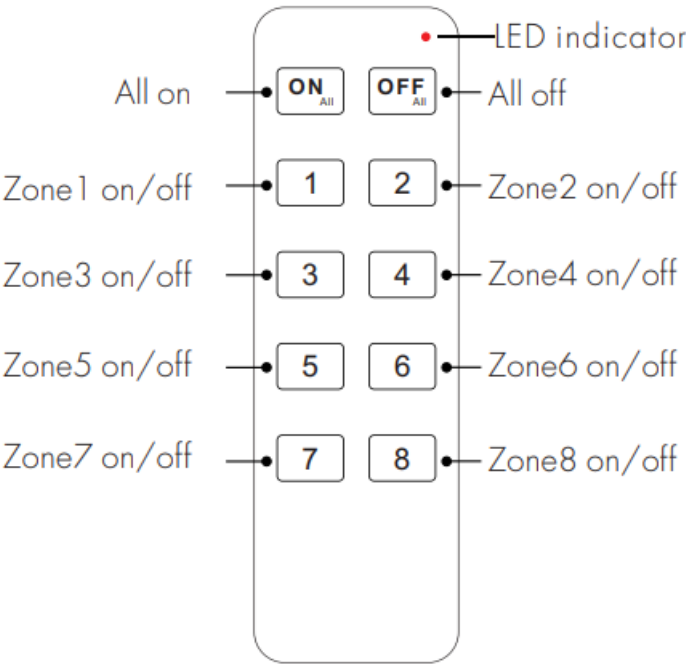 LED indicator
All on
ON
All
OFF
All
All off
Zone1 on/off
1
2
Zone2 on/off
Zone3 on/off
3
4
Zone4 on/off
Zone5 on/off
5
6
Zone6 on/off
Zone7 on/off
7
8
Zone8 on/off